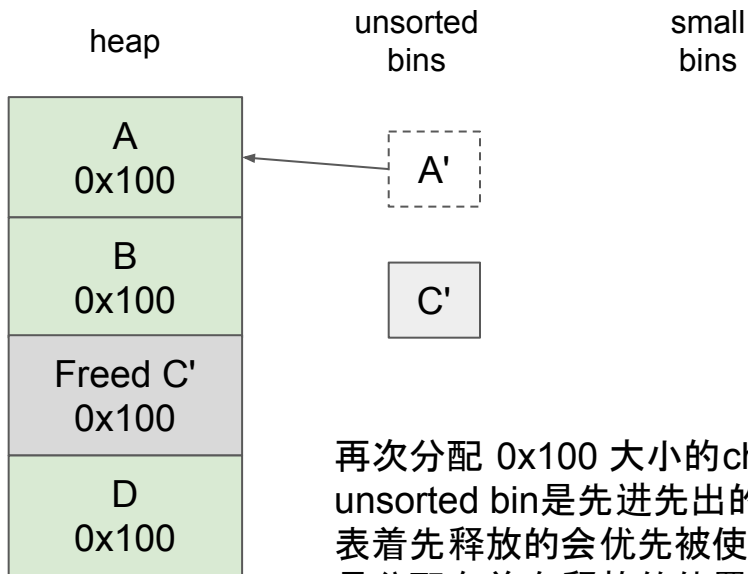 heap
unsorted
bins
small
bins
A
0x100
A'
B
0x100
C'
Freed C'
0x100
D
0x100
再次分配 0x100 大小的
unsorted bin是先进先出的
表着先释放的会优先被使